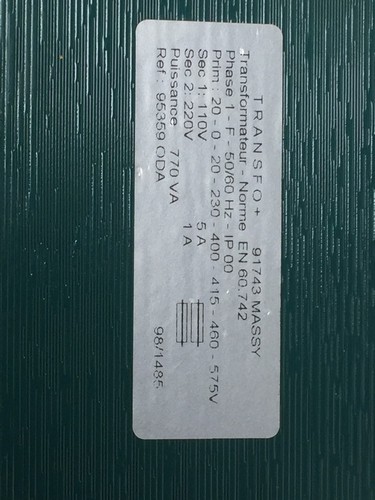 TRANSFO+ 91743 MASSY
Transformateur - Norme EN 60.742
Phase 1 - F - 50/60 Hz - IP 00
Prim : 20 - 0 - 20 - 230 - 400 - 415 - 460 - 575V
Sec 1: 110V 5 A
Sec 2: 220V 1 A
Puissance 770 VA
Ref : 95359 ODA 98/1485